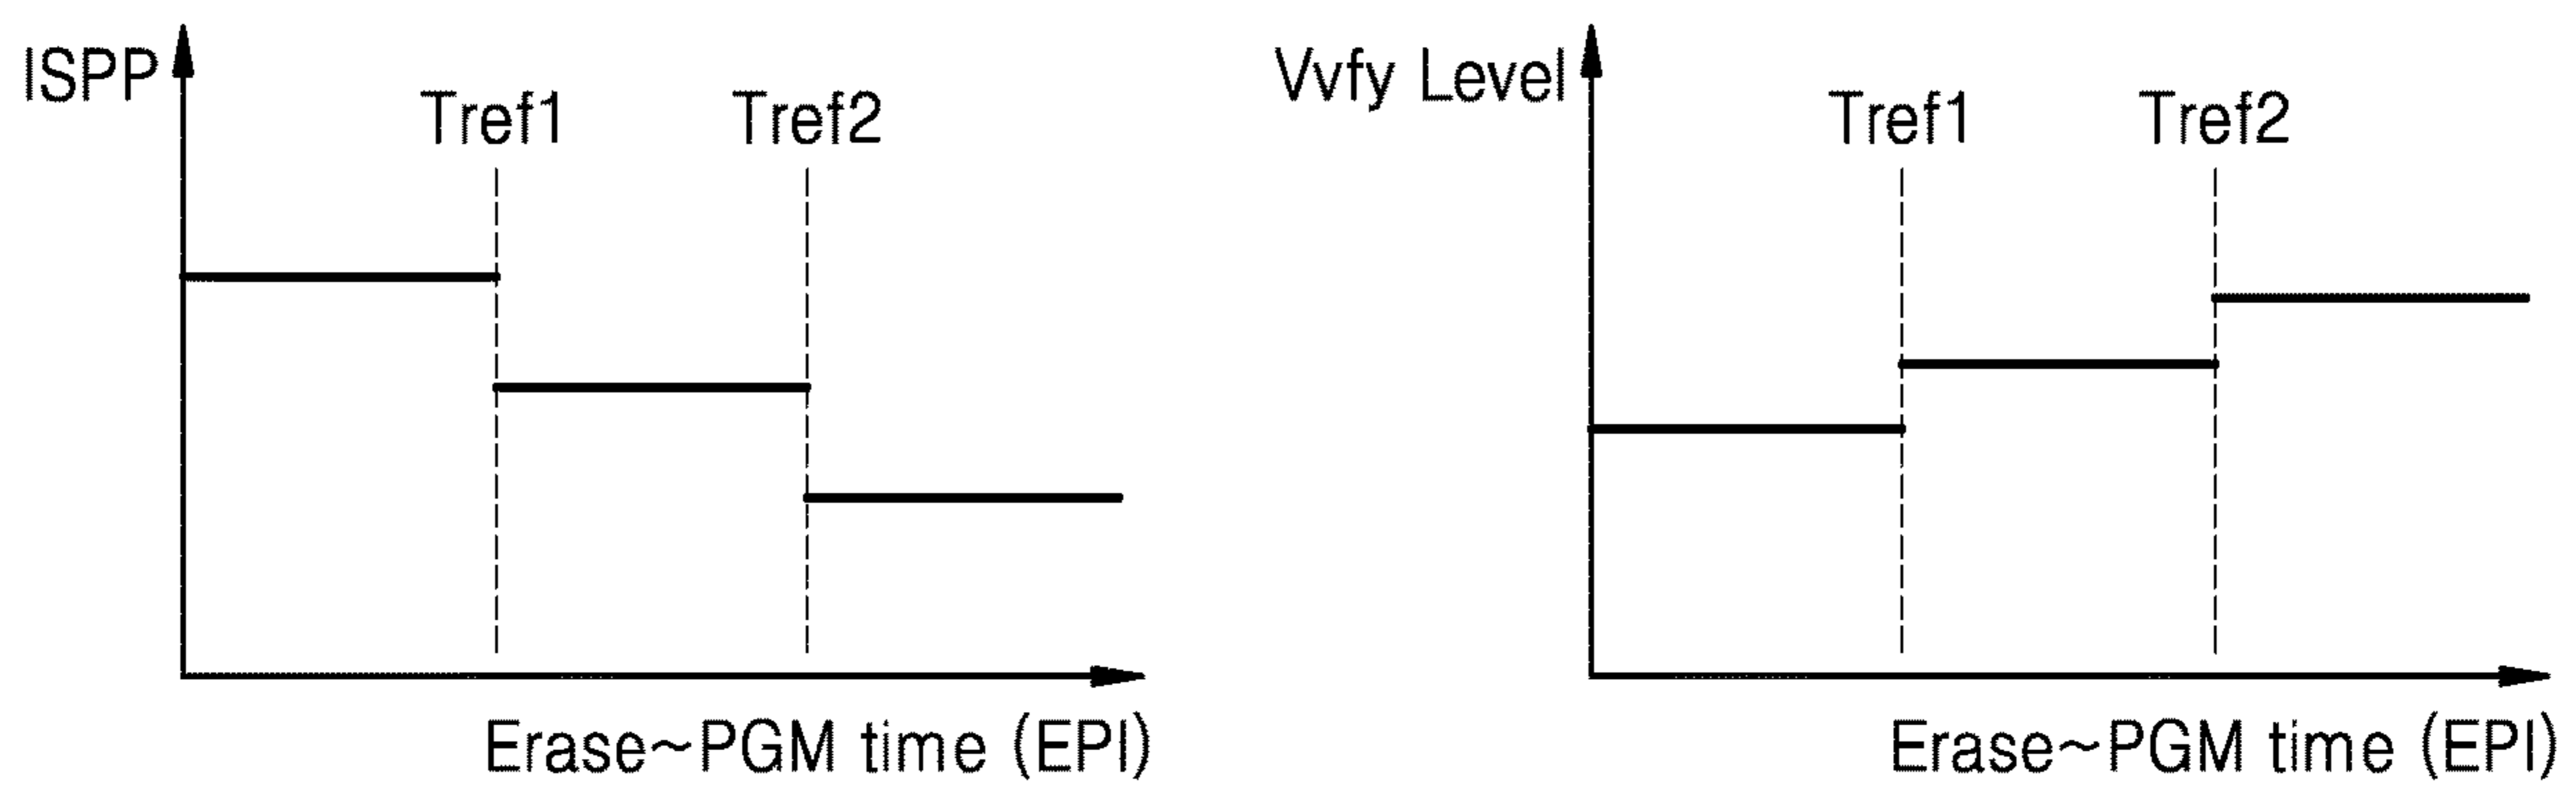 ISPP
Tref1
Tref2
Erase~PGM time (EPI)
Vvfy Level
Tref1
Tref2
Erase~PGM time (EPI)